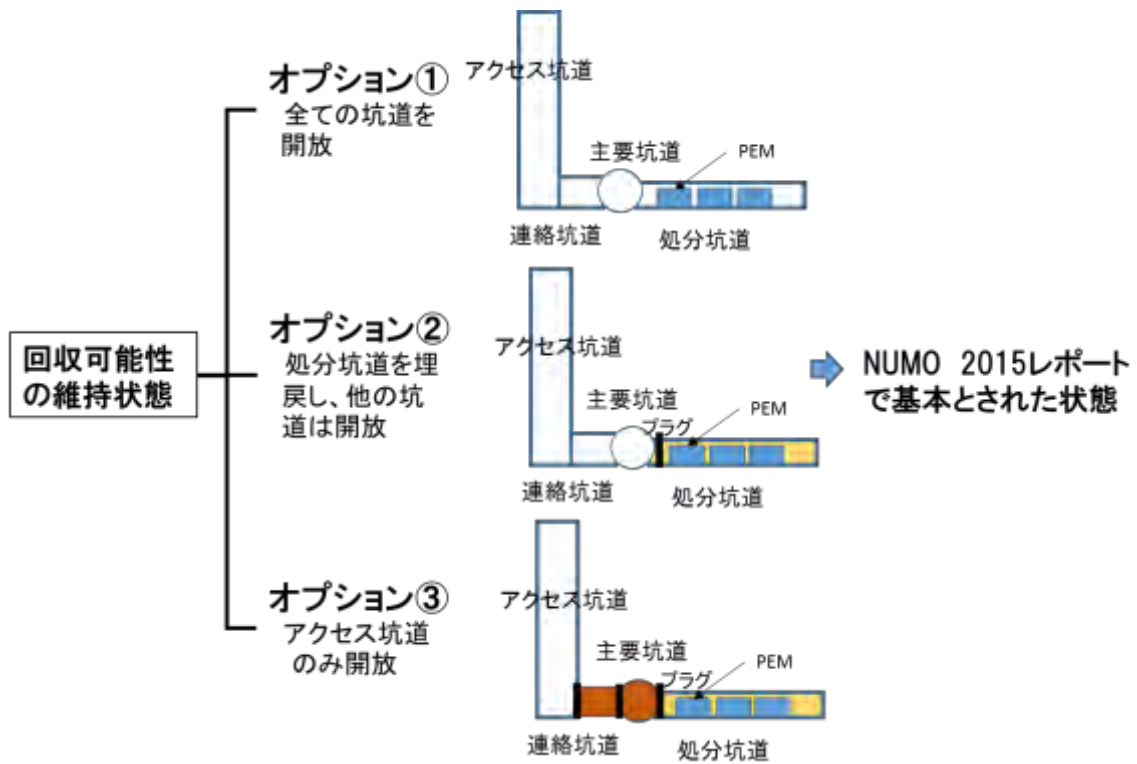 オプション①
全ての坑道を
開放
アクセス坑道
主要坑道
PEM
連絡坑道
処分坑道
回収可能性
の維持状態
オプション②
処分坑道を埋
戻し、他の坑
道は開放
アクセス坑道
主要坑道
プラグ
PEM
連絡坑道
処分坑道
NUMO 2015レポート
で基本とされた状態
オプション③
アクセス坑道
のみ開放
アクセス坑道
主要坑道
プラグ
PEM
連絡坑道
処分坑道